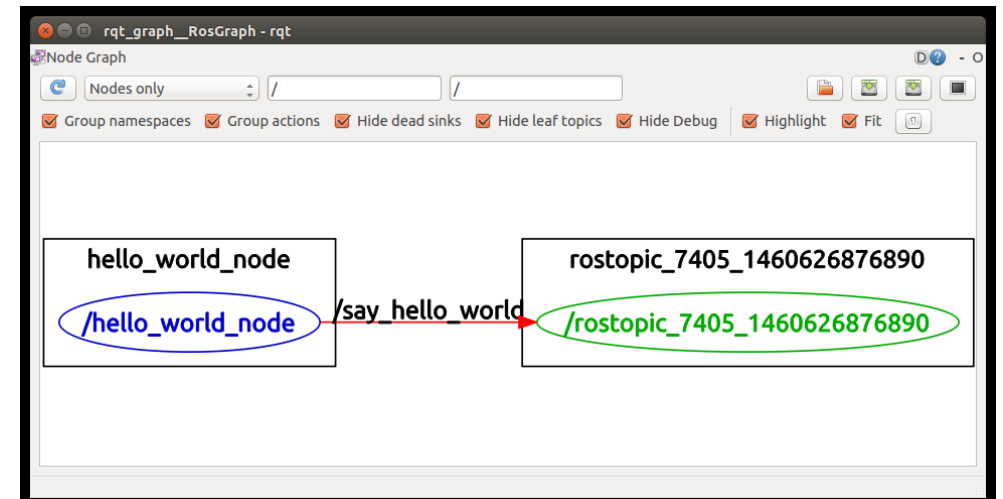 rqt_graph__RosGraph - rqt
Node Graph D ? - O
Nodes only / /
Group namespaces Group actions Hide dead sinks Hide leaf topics Hide Debug Highlight Fit
hello_world_node rostopic_7405_1460626876890
/say_hello_world
/hello_world_node /rostopic_7405_1460626876890